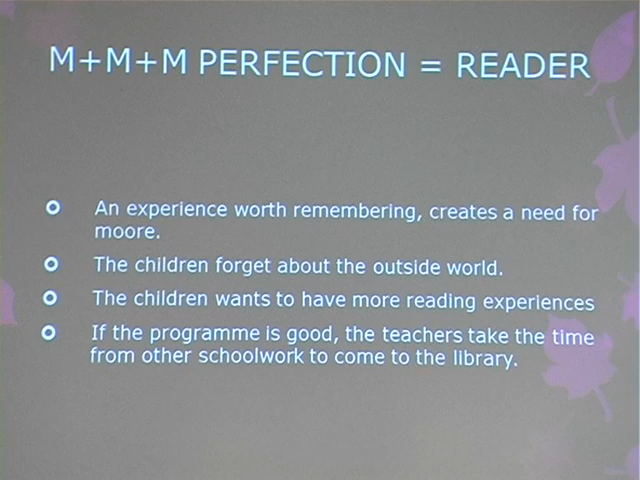 M+M+M PERFECTION = READER
An experience worth remembering, creates a need for
moore.
The children forget about the outside world.
The children wants to have more reading experiences
If the programme is good, the teachers take the time
from other schoolwork to come to the library.